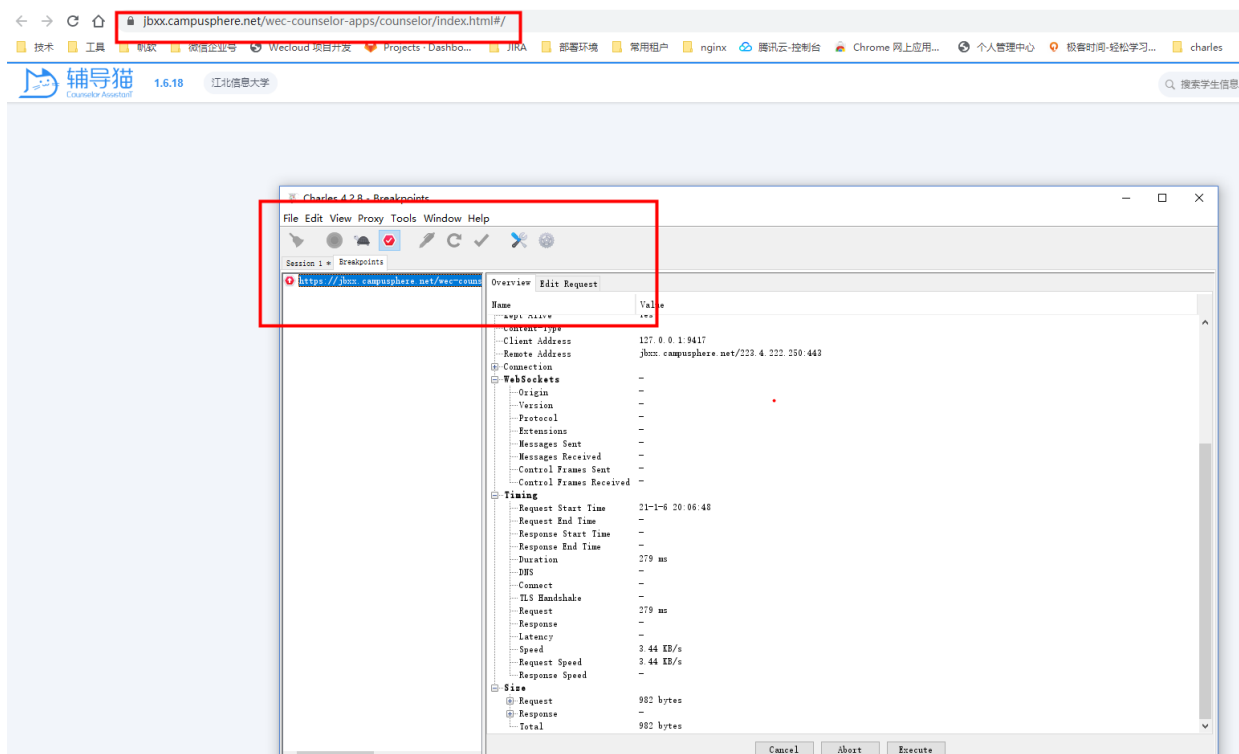 jbxx.campusphere.net/wec-counselor-apps/counselor/index.html#/
技术 工具 帆软 微信企业号 Wecloud 项目开发 Projects · Dashbo... JIRA 部署环境 常用租户 nginx 腾讯云-控制台 Chrome 网上应用... 个人管理中心 极客时间-轻松学习... charles
辅导猫 1.6.18 江北信息大学 搜索学生信息
Counselor Assistant
Charles 4.2.8 - Breakpoints
File Edit View Proxy Tools Window Help
Session 1 * Breakpoints
https://jbxx.campusphere.net/wec-couns Overview Edit Request
Name Value
Kept Alive Yes
Content-Type
Client Address 127.0.0.1:9417
Remote Address jbxx.campusphere.net/223.4.222.250:443
Connection
WebSockets –
Origin –
Version –
Protocol –
Extensions –
Messages Sent –
Messages Received –
Control Frames Sent –
Control Frames Received –
Timing
Request Start Time 21-1-6 20:06:48
Request End Time –
Response Start Time –
Response End Time –
Duration 279 ms
DNS –
Connect –
TLS Handshake –
Request 279 ms
Response –
Latency –
Speed 3.44 KB/s
Request Speed 3.44 KB/s
Response Speed –
Size
Request 982 bytes
Response –
Total 982 bytes
Cancel Abort Execute